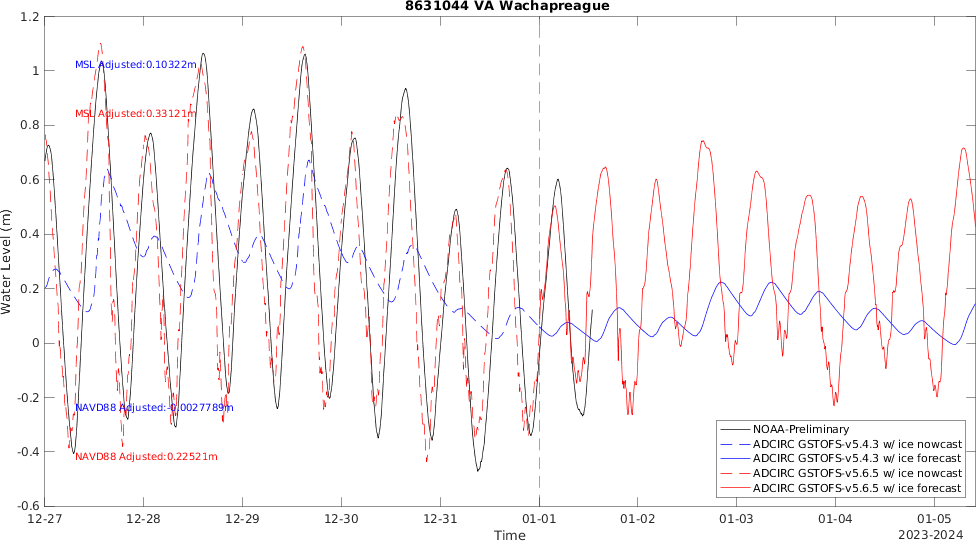 8631044 VA Wachapreague
Water Level (m)
1.2
1
0.8
0.6
0.4
0.2
0
-0.2
-0.4
-0.6
MSL Adjusted:0.10322m
MSL Adjusted:0.33121m
NAVD88 Adjusted:-0.0027789m
NAVD88 Adjusted:0.22521m
NOAA-Preliminary
ADCIRC GSTOFS-v5.4.3 w/ ice nowcast
ADCIRC GSTOFS-v5.4.3 w/ ice forecast
ADCIRC GSTOFS-v5.6.5 w/ ice nowcast
ADCIRC GSTOFS-v5.6.5 w/ ice forecast
12-27 12-28 12-29 12-30 12-31 01-01 01-02 01-03 01-04 01-05
Time
2023-2024